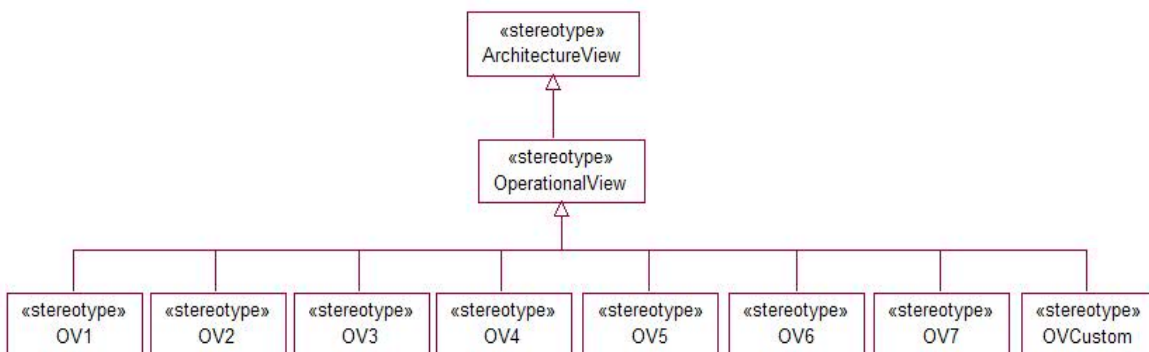 «stereotype»
ArchitectureView
«stereotype»
OperationalView
«stereotype»
OV1
«stereotype»
OV2
«stereotype»
OV3
«stereotype»
OV4
«stereotype»
OV5
«stereotype»
OV6
«stereotype»
OV7
«stereotype»
OVCustom